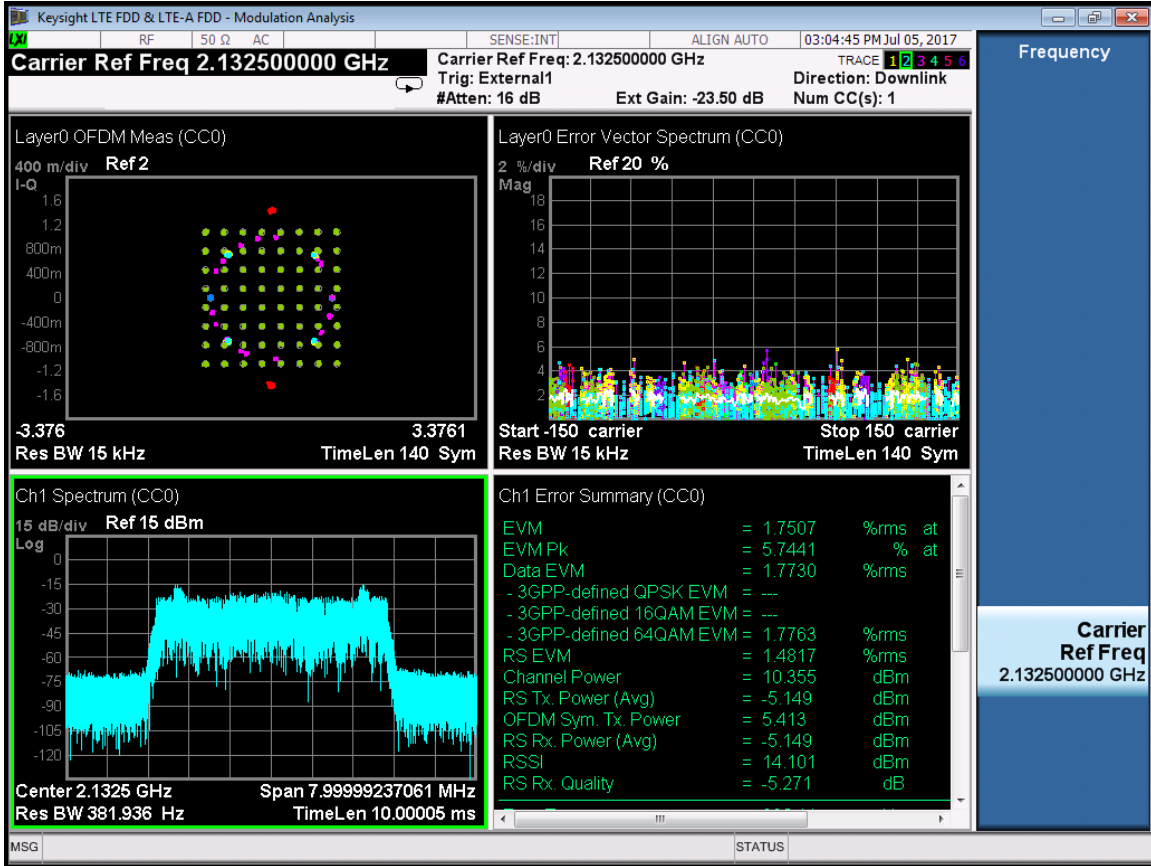 Keysight LTE FDD & LTE-A FDD - Modulation Analysis
LXI RF 50 Ω AC SENSE:INT ALIGN AUTO 03:04:45 PM Jul 05, 2017
Carrier Ref Freq 2.132500000 GHz
Carrier Ref Freq: 2.132500000 GHz
Trig: External1
#Atten: 16 dB Ext Gain: -23.50 dB
TRACE 1 2 3 4 5 6
Direction: Downlink
Num CC(s): 1
Frequency
Layer0 OFDM Meas (CC0)
400 m/div Ref 2
I-Q
1.6
1.2
800m
400m
0
-400m
-800m
-1.2
-1.6
-3.376 3.3761
Res BW 15 kHz TimeLen 140 Sym
Layer0 Error Vector Spectrum (CC0)
2 %/div Ref 20 %
Mag
18
16
14
12
10
8
6
4
2
Start -150 carrier Stop 150 carrier
Res BW 15 kHz TimeLen 140 Sym
Ch1 Spectrum (CC0)
15 dB/div Ref 15 dBm
Log
0
-15
-30
-45
-60
-75
-90
-105
-120
Center 2.1325 GHz Span 7.99999237061 MHz
Res BW 381.936 Hz TimeLen 10.00005 ms
Ch1 Error Summary (CC0)
EVM = 1.7507 %rms at
EVM Pk = 5.7441 % at
Data EVM = 1.7730 %rms
- 3GPP-defined QPSK EVM = ---
- 3GPP-defined 16QAM EVM = ---
- 3GPP-defined 64QAM EVM = 1.7763 %rms
RS EVM = 1.4817 %rms
Channel Power = 10.355 dBm
RS Tx. Power (Avg) = -5.149 dBm
OFDM Sym. Tx. Power = 5.413 dBm
RS Rx. Power (Avg) = -5.149 dBm
RSSI = 14.101 dBm
RS Rx. Quality = -5.271 dB
Carrier
Ref Freq
2.132500000 GHz
MSG STATUS